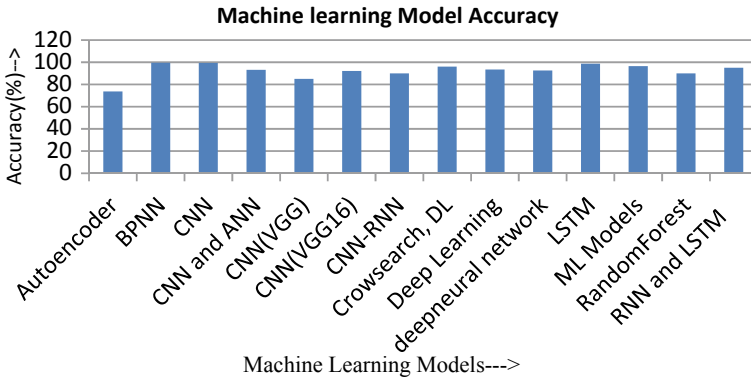 Machine learning Model Accuracy
Accuracy(%)-->
120
100
80
60
40
20
0
Autoencoder
BPNN
CNN
CNN and ANN
CNN(VGG)
CNN(VGG16)
CNN-RNN
Crowsearch, DL
Deep Learning
deepneural network
LSTM
ML Models
RandomForest
RNN and LSTM
Machine Learning Models--->